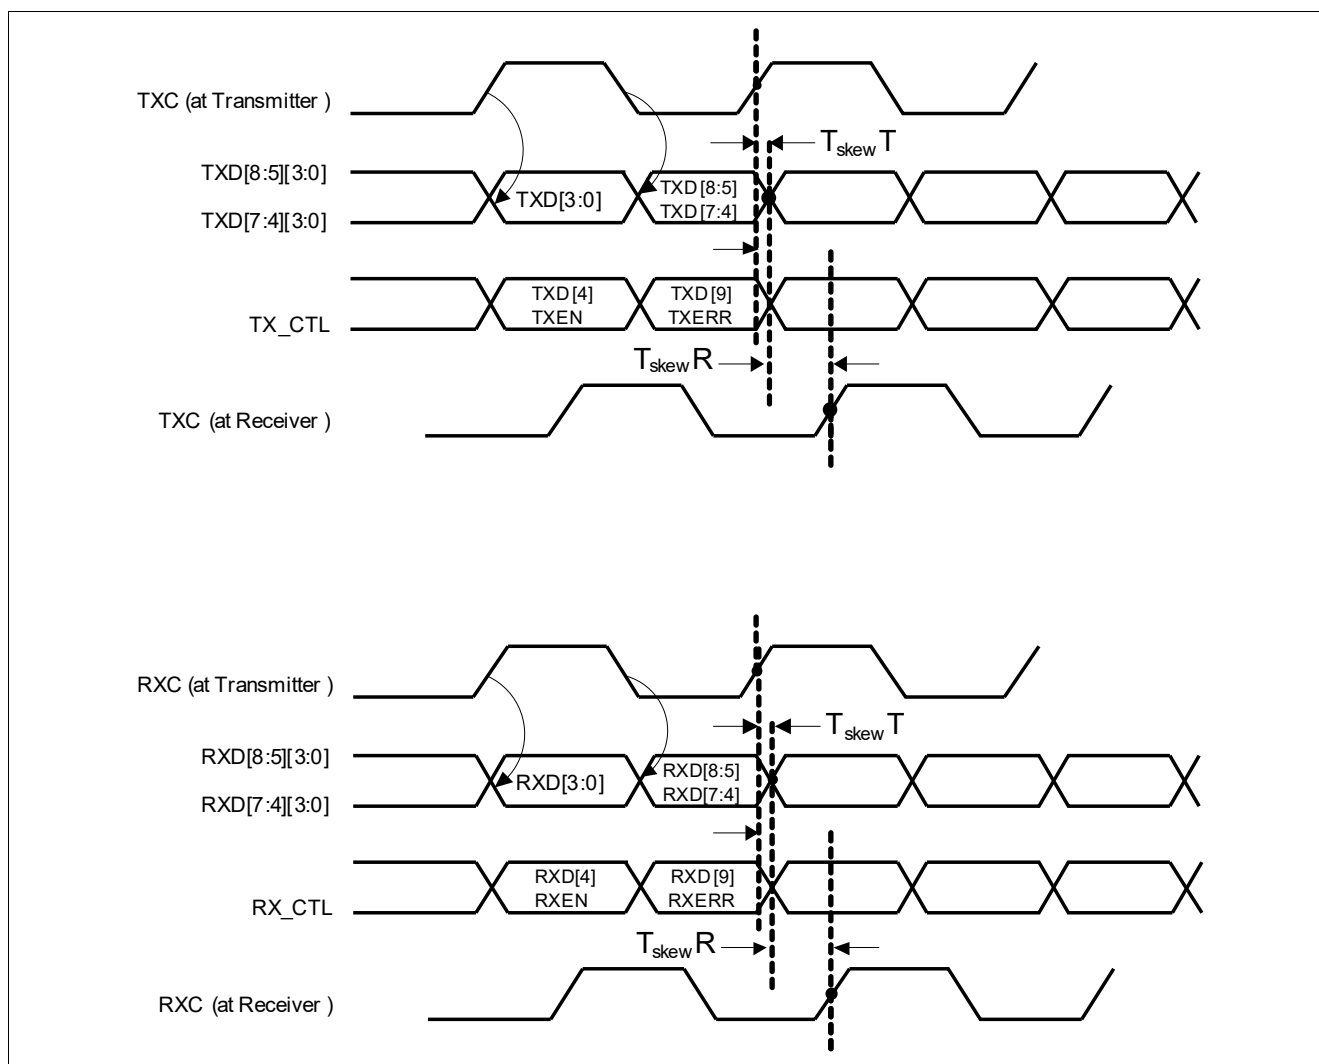 TXC (at Transmitter )
TskewT
TXD[8:5][3:0]
TXD[3:0]
TXD[8:5]
TXD[7:4]
TXD[7:4][3:0]
TXD[4]
TXEN
TXD[9]
TXERR
TX_CTL
TskewR
TXC (at Receiver )
RXC (at Transmitter )
TskewT
RXD[8:5][3:0]
RXD[3:0]
RXD[8:5]
RXD[7:4]
RXD[7:4][3:0]
RXD[4]
RXEN
RXD[9]
RXERR
RX_CTL
TskewR
RXC (at Receiver )